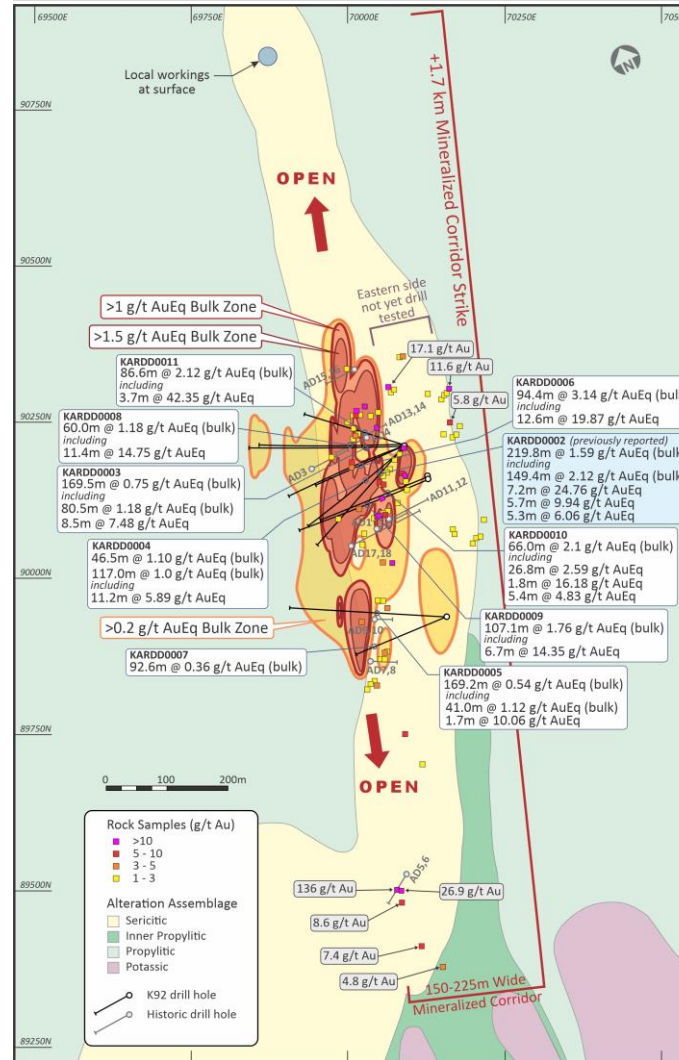 69500E
69750E
70000E
70250E
90750N
90500N
90250N
90000N
89750N
89500N
89250N
N
Local workings
at surface
+1.7 km Mineralized Corridor Strike
OPEN
Eastern side
not yet drill
tested
>1 g/t AuEq Bulk Zone
>1.5 g/t AuEq Bulk Zone
17.1 g/t Au
11.6 g/t Au
5.8 g/t Au
KARDD0011
86.6m @ 2.12 g/t AuEq (bulk)
including
3.7m @ 42.35 g/t AuEq
KARDD0008
60.0m @ 1.18 g/t AuEq (bulk)
including
11.4m @ 14.75 g/t AuEq
KARDD0003
169.5m @ 0.75 g/t AuEq (bulk)
including
80.5m @ 1.18 g/t AuEq
8.5m @ 7.48 g/t AuEq
KARDD0004
46.5m @ 1.10 g/t AuEq (bulk)
117.0m @ 1.0 g/t AuEq (bulk)
including
11.2m @ 5.89 g/t AuEq
>0.2 g/t AuEq Bulk Zone
KARDD0007
92.6m @ 0.36 g/t AuEq (bulk)
AD13,14
AD3
AD11,12
AD17,18
AD7,8
KARDD0006
94.4m @ 3.14 g/t AuEq (bulk)
including
12.6m @ 19.87 g/t AuEq
KARDD0002 (previously reported)
219.8m @ 1.59 g/t AuEq (bulk
including
149.4m @ 2.12 g/t AuEq (bulk
7.2m @ 24.76 g/t AuEq
5.7m @ 9.94 g/t AuEq
5.3m @ 6.06 g/t AuEq
KARDD0010
66.0m @ 2.1 g/t AuEq (bulk)
including
26.8m @ 2.59 g/t AuEq
1.8m @ 16.18 g/t AuEq
5.4m @ 4.83 g/t AuEq
KARDD0009
107.1m @ 1.76 g/t AuEq (bulk)
including
6.7m @ 14.35 g/t AuEq
KARDD0005
169.2m @ 0.54 g/t AuEq (bulk)
including
41.0m @ 1.12 g/t AuEq (bulk)
1.7m @ 10.06 g/t AuEq
OPEN
0 100 200m
Rock Samples (g/t Au)
>10
5 - 10
3 - 5
1 - 3
Alteration Assemblage
Sericitic
Inner Propylitic
Propylitic
Potassic
K92 drill hole
Historic drill hole
AD5,6
136 g/t Au
26.9 g/t Au
8.6 g/t Au
7.4 g/t Au
4.8 g/t Au
150-225m Wide
Mineralized Corridor